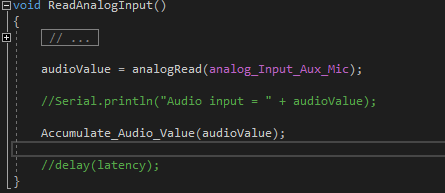 void ReadAnalogInput()
{
// ...
audioValue = analogRead(analog_Input_Aux_Mic);
//Serial.println("Audio input = " + audioValue);
Accumulate_Audio_Value(audioValue);
//delay(latency);
}